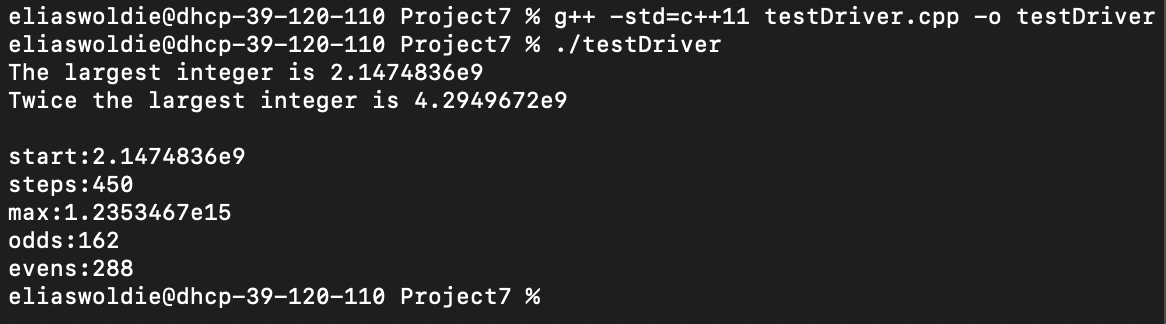 eliaswoldie@dhcp-39-120-110 Project7 % g++ -std=c++11 testDriver.cpp -o testDriver
eliaswoldie@dhcp-39-120-110 Project7 % ./testDriver
The largest integer is 2.1474836e9
Twice the largest integer is 4.2949672e9

start:2.1474836e9
steps:450
max:1.2353467e15
odds:162
evens:288
eliaswoldie@dhcp-39-120-110 Project7 %